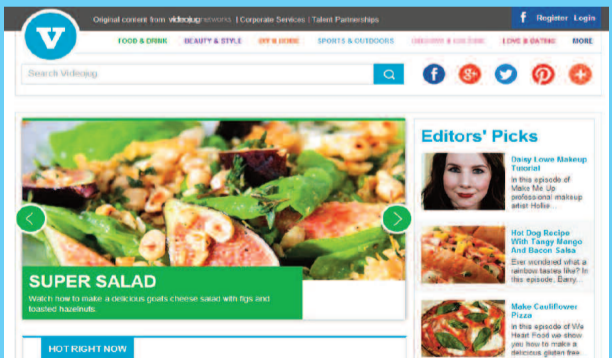 Original content from videojugnetworks | Corporate Services | Talent Partnerships
f Register Login
V
FOOD & DRINK BEAUTY & STYLE DIY & HOME SPORTS & OUTDOORS LOVE & DATING MORE
Search Videojug
SUPER SALAD
Watch how to make a delicious goats cheese salad with figs and
toasted hazelnuts.
HOT RIGHT NOW
Editors' Picks
Daisy Lowe Makeup
Tutorial
In this episode of
Make Me Up
professional makeup
artist Hollie ...
Hot Dog Recipe
With Tangy Mango
And Bacon Salsa
Ever wondered what a
rainbow tastes like? In
this episode, Barry...
Make Cauliflower
Pizza
In this episode of We
Heart Food we show
you how to make a
delicious gluten free